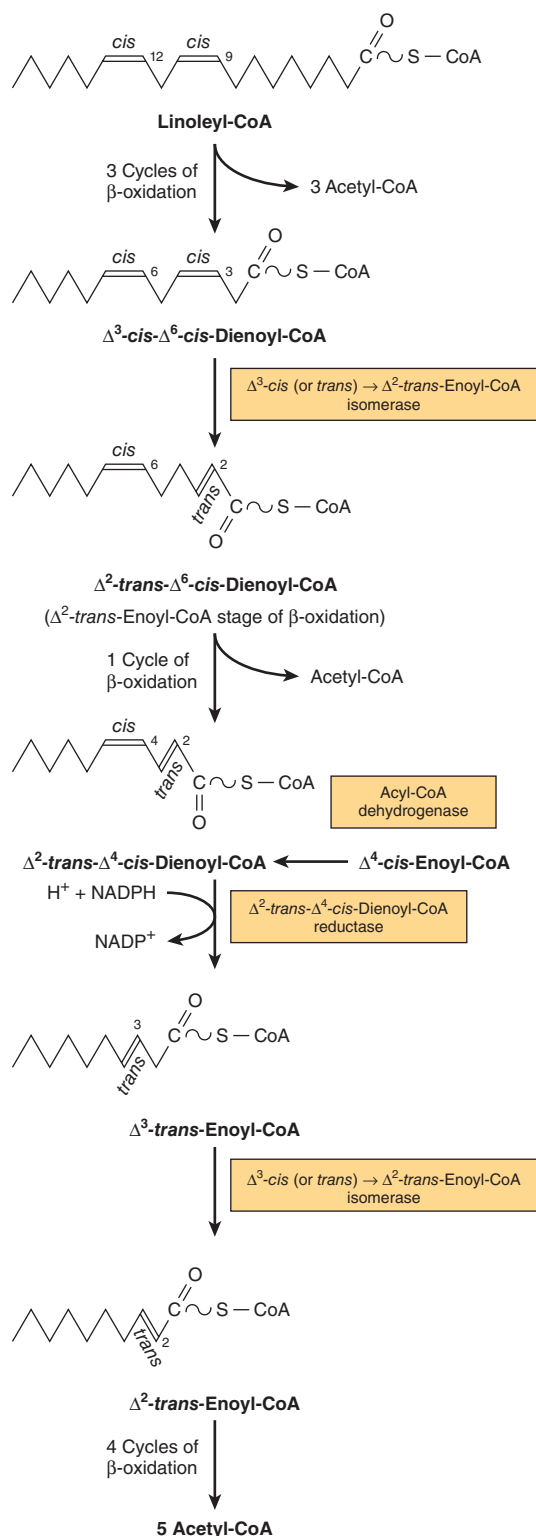 cis cis O
12 9 C S — CoA
Linoleyl-CoA
3 Cycles of
β-oxidation
3 Acetyl-CoA
cis cis O
6 3 C S — CoA
Δ³-cis-Δ⁶-cis-Dienoyl-CoA
Δ³-cis (or trans) → Δ²-trans-Enoyl-CoA
isomerase
cis
6 2
trans C S — CoA
O
Δ²-trans-Δ⁶-cis-Dienoyl-CoA
(Δ²-trans-Enoyl-CoA stage of β-oxidation)
1 Cycle of
β-oxidation
Acetyl-CoA
cis
4 2
trans C S — CoA
O
Acyl-CoA
dehydrogenase
Δ²-trans-Δ⁴-cis-Dienoyl-CoA
Δ⁴-cis-Enoyl-CoA
H⁺ + NADPH
NADP⁺
Δ²-trans-Δ⁴-cis-Dienoyl-CoA
reductase
O
3 C S — CoA
trans
Δ³-trans-Enoyl-CoA
Δ³-cis (or trans) → Δ²-trans-Enoyl-CoA
isomerase
O
C S — CoA
trans 2
Δ²-trans-Enoyl-CoA
4 Cycles of
β-oxidation
5 Acetyl-CoA